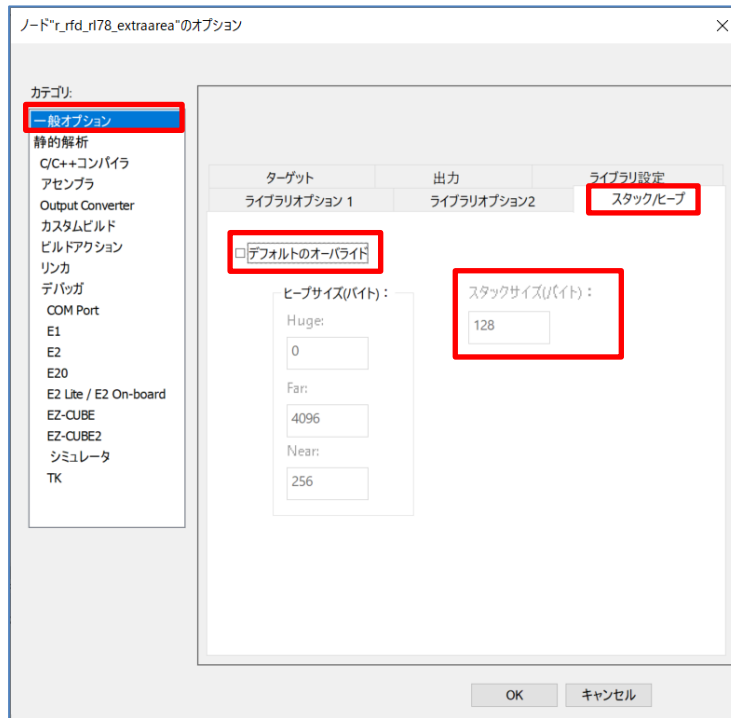 ノード"r_rfd_rl78_extraarea"のオプション
カテゴリ:
一般オプション
静的解析
C/C++コンパイラ
アセンブラ
Output Converter
カスタムビルド
ビルドアクション
リンカ
デバッガ
COM Port
E1
E2
E20
E2 Lite / E2 On-board
EZ-CUBE
EZ-CUBE2
シミュレータ
TK
ターゲット 出力 ライブラリ設定
ライブラリオプション 1 ライブラリオプション2 スタック/ヒープ
デフォルトのオーバライド
ヒープサイズ(バイト)：
Huge:
0
Far:
4096
Near:
256
スタックサイズ(バイト)：
128
OK キャンセル